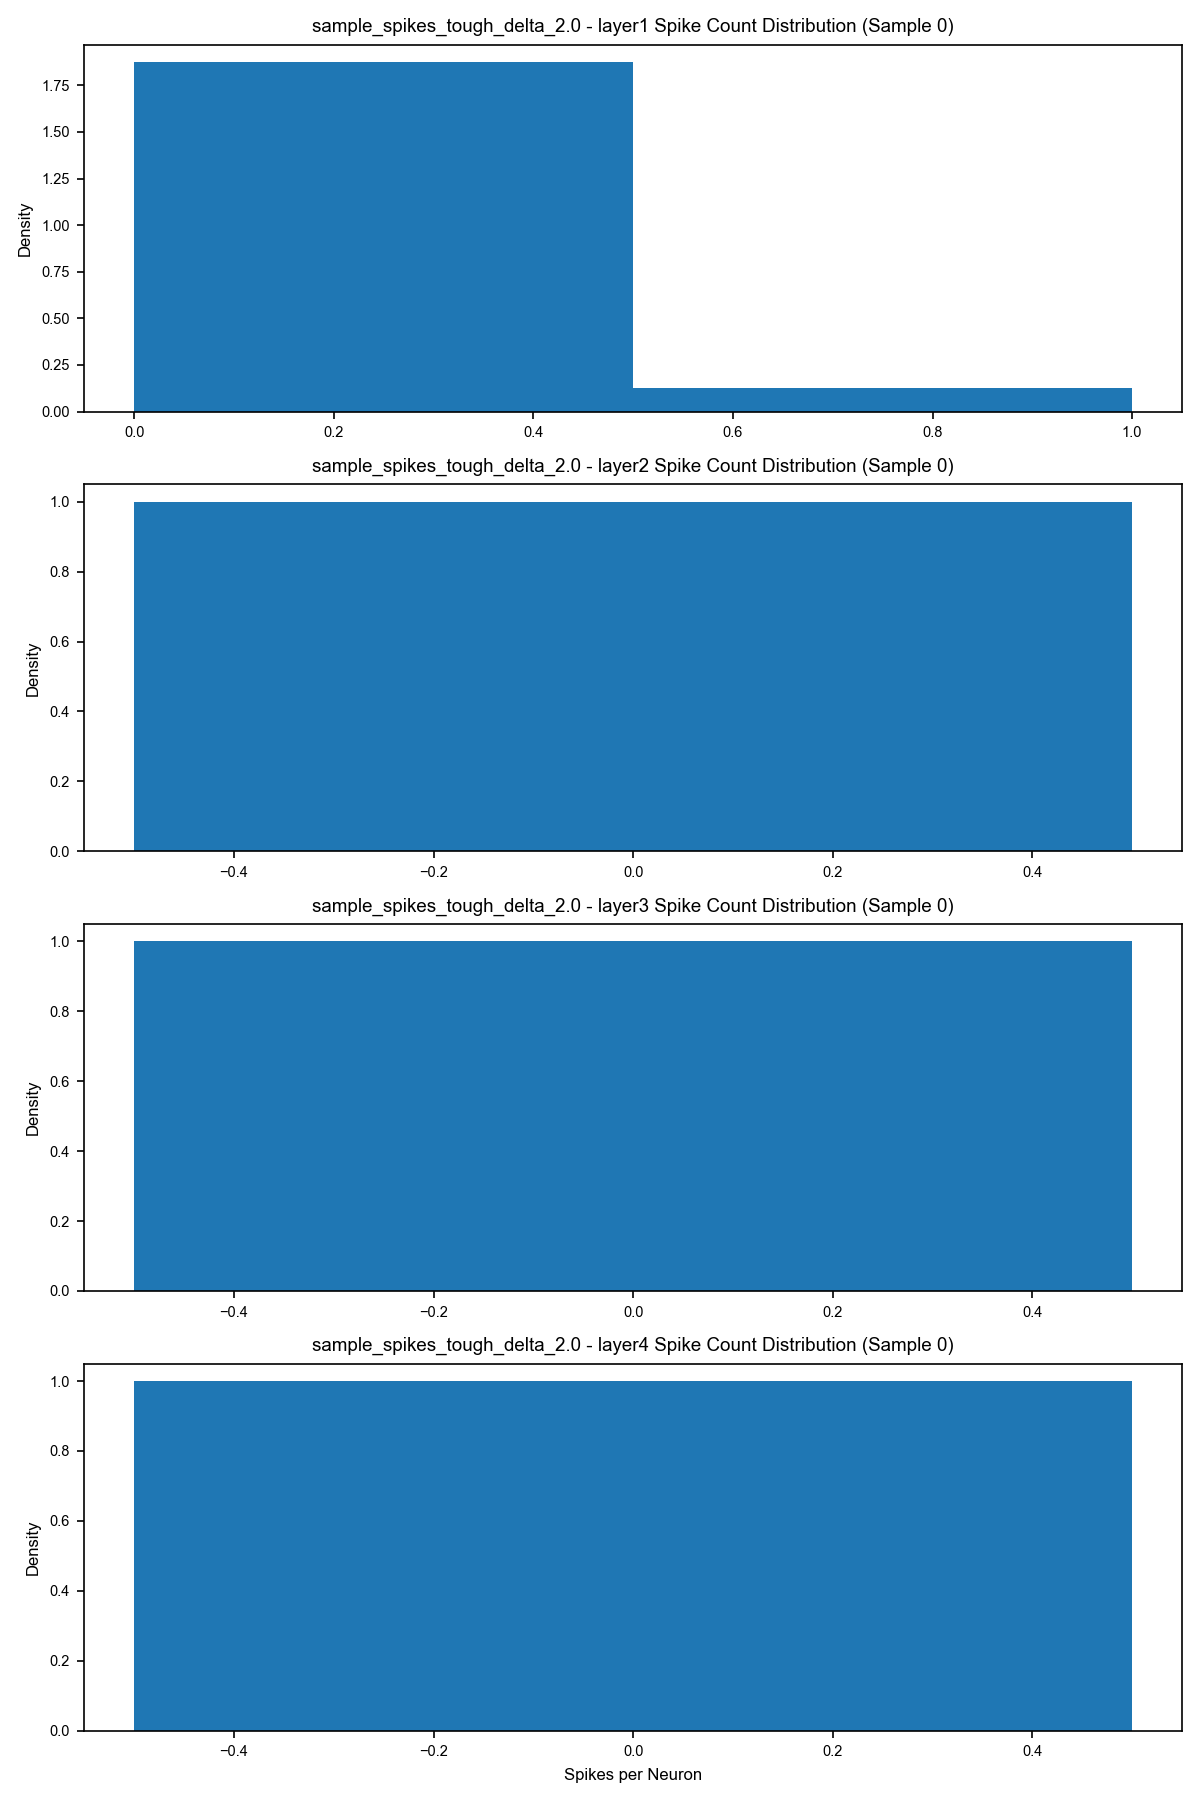 sample_spikes_tough_delta_2.0 - layer1 Spike Count Distribution (Sample 0)
Density
1.75
1.50
1.25
1.00
0.75
0.50
0.25
0.00
0.0 0.2 0.4 0.6 0.8 1.0
sample_spikes_tough_delta_2.0 - layer2 Spike Count Distribution (Sample 0)
Density
1.0
0.8
0.6
0.4
0.2
0.0
−0.4 −0.2 0.0 0.2 0.4
sample_spikes_tough_delta_2.0 - layer3 Spike Count Distribution (Sample 0)
Density
1.0
0.8
0.6
0.4
0.2
0.0
−0.4 −0.2 0.0 0.2 0.4
sample_spikes_tough_delta_2.0 - layer4 Spike Count Distribution (Sample 0)
Density
1.0
0.8
0.6
0.4
0.2
0.0
−0.4 −0.2 0.0 0.2 0.4
Spikes per Neuron